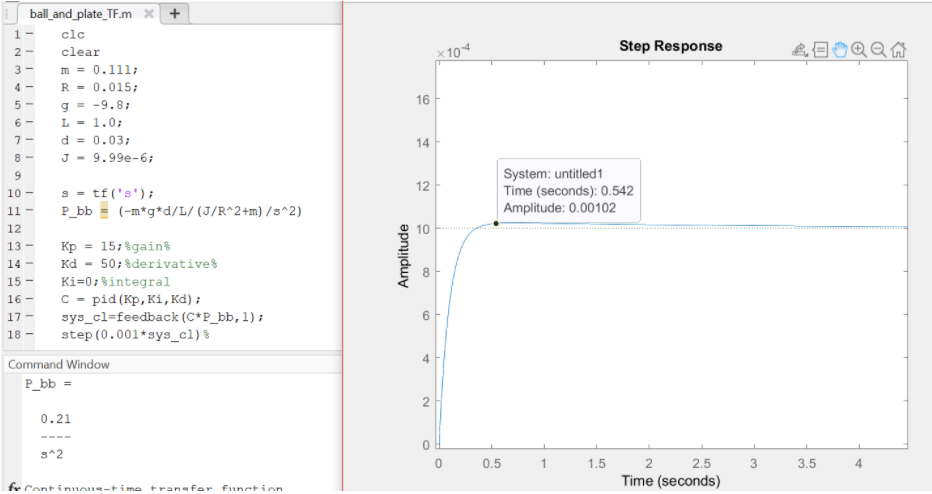 ball_and_plate_TF.m
1 clc
2 clear
3 m = 0.111;
4 R = 0.015;
5 g = -9.8;
6 L = 1.0;
7 d = 0.03;
8 J = 9.99e-6;
9
10 s = tf('s');
11 P_bb = (-m*g*d/L/(J/R^2+m)/s^2)
12
13 Kp = 15;%gain%
14 Kd = 50;%derivative%
15 Ki=0;%integral
16 C = pid(Kp,Ki,Kd);
17 sys_cl=feedback(C*P_bb,1);
18 step(0.001*sys_cl)%
Command Window
P_bb =
0.21
----
s^2
fx Continuous-time transfer function.
×10^-4
Step Response
16
14
12
10
8
6
4
2
0
Amplitude
System: untitled1
Time (seconds): 0.542
Amplitude: 0.00102
0 0.5 1 1.5 2 2.5 3 3.5 4
Time (seconds)